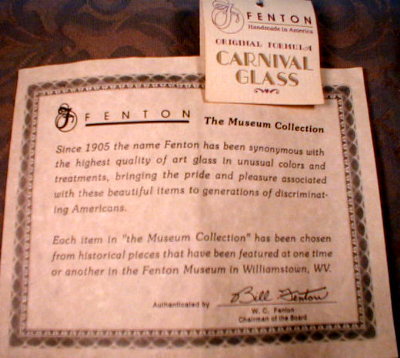 FENTON
Handmade in America
ORIGINAL FORMULA
CARNIVAL
GLASS
FENTON The Museum Collection
Since 1905 the name Fenton has been synonymous with
the highest quality of art glass in unusual colors and
treatments, bringing the pride and pleasure associated
with these beautiful items to generations of discriminat-
ing Americans.
Each item in "the Museum Collection" has been chosen
from historical pieces that have been featured at one time
or another in the Fenton Museum in Williamstown, WV.
Authenticated by Bill Fenton
W. C. Fenton
Chairman of the Board